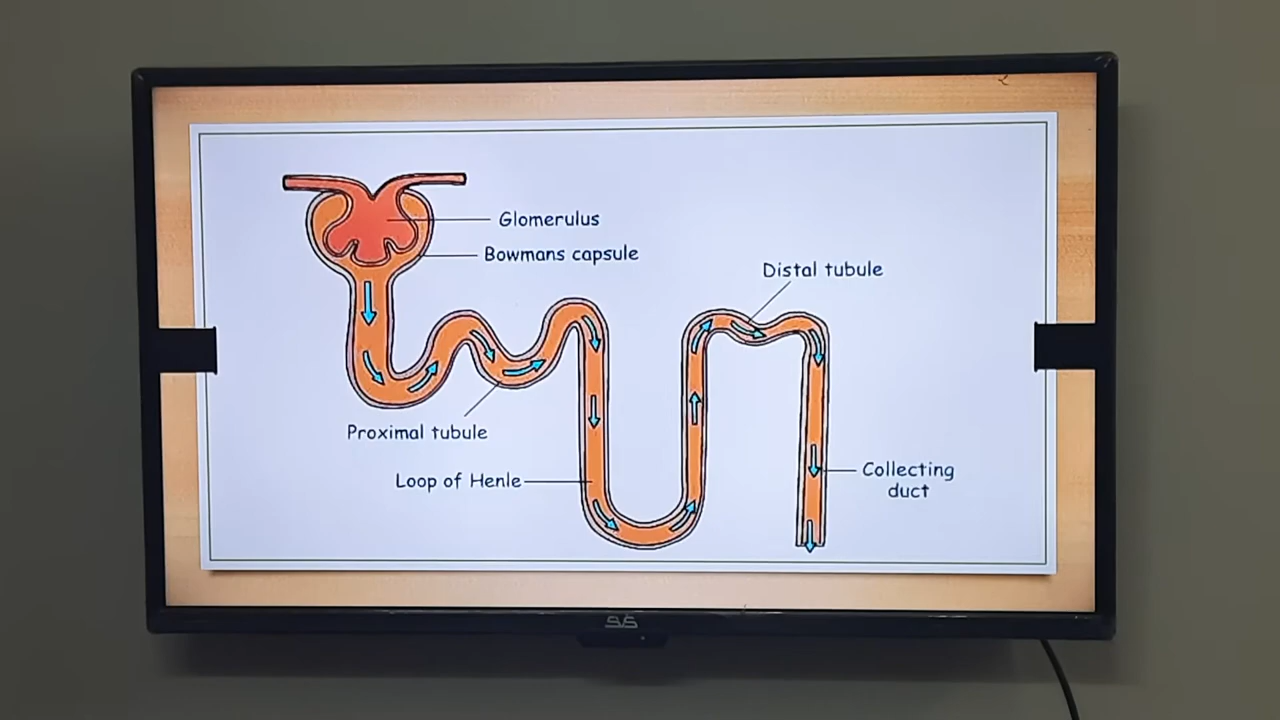 Glomerulus
Bowmans capsule
Distal tubule
Proximal tubule
Loop of Henle
Collecting
duct